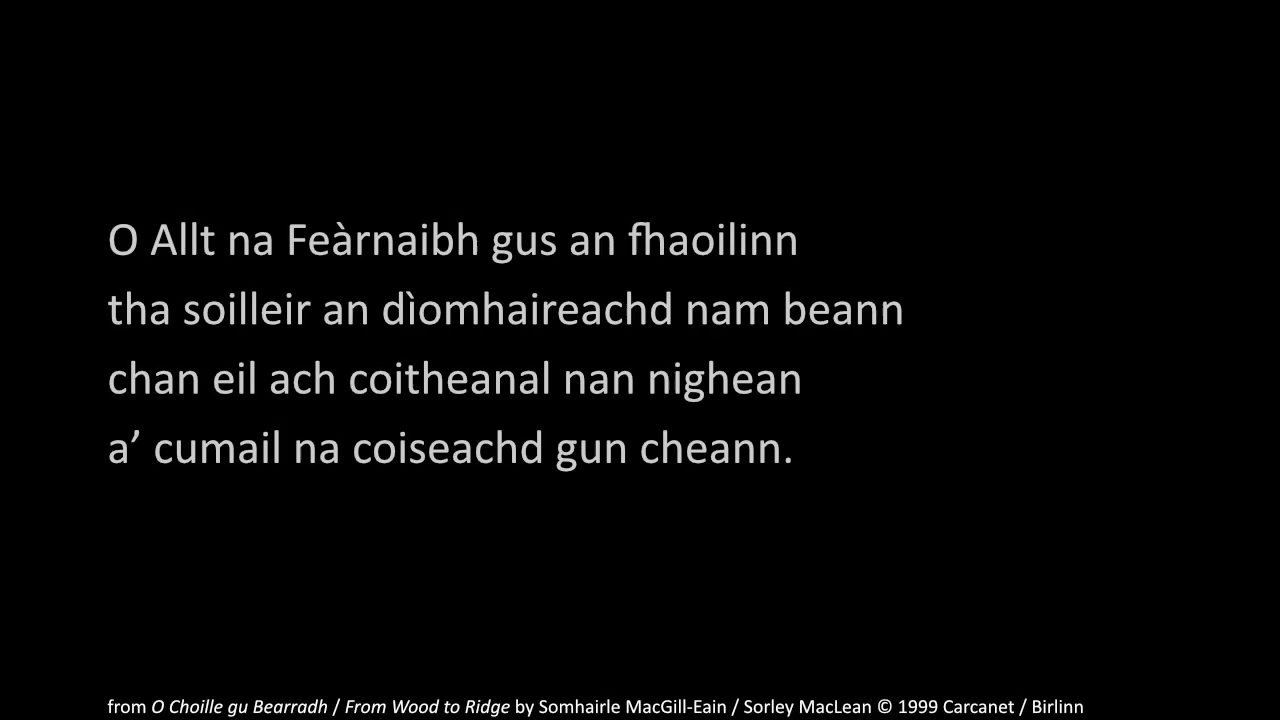 O Allt na Feàrnaibh gus an fhaoilinn
tha soilleir an dìomhaireachd nam beann
chan eil ach coitheanal nan nighean
a’ cumail na coiseachd gun cheann.
from O Choille gu Bearradh / From Wood to Ridge by Somhairle MacGill-Eain / Sorley MacLean © 1999 Carcanet / Birlinn